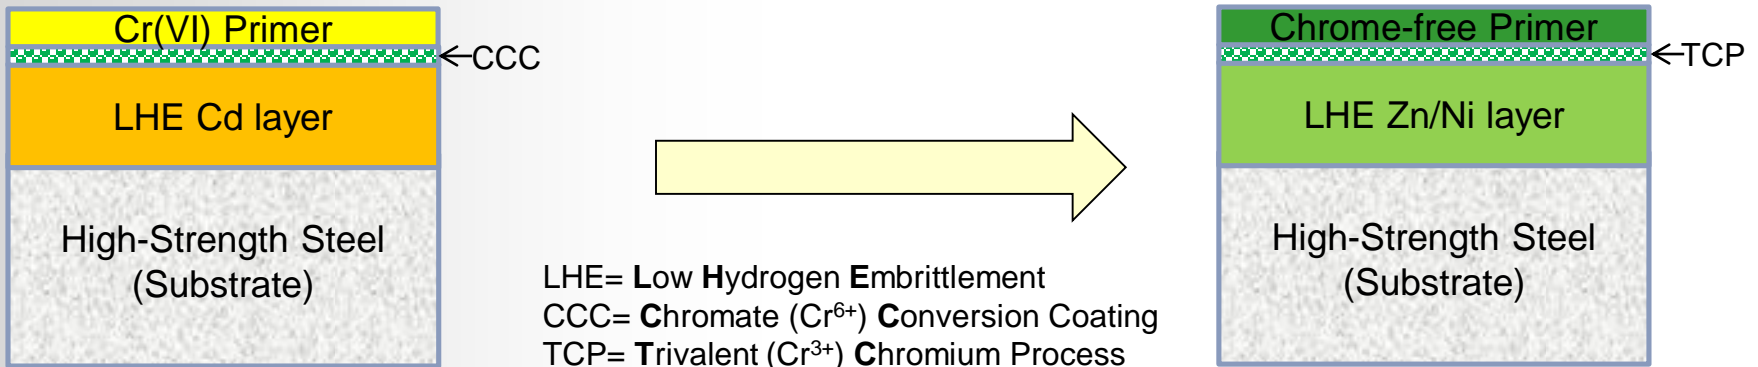 Cr(VI) Primer
CCC
LHE Cd layer
High-Strength Steel
(Substrate)
LHE= Low Hydrogen Embrittlement
CCC= Chromate (Cr⁶⁺) Conversion Coating
TCP= Trivalent (Cr³⁺) Chromium Process
Chrome-free Primer
TCP
LHE Zn/Ni layer
High-Strength Steel
(Substrate)